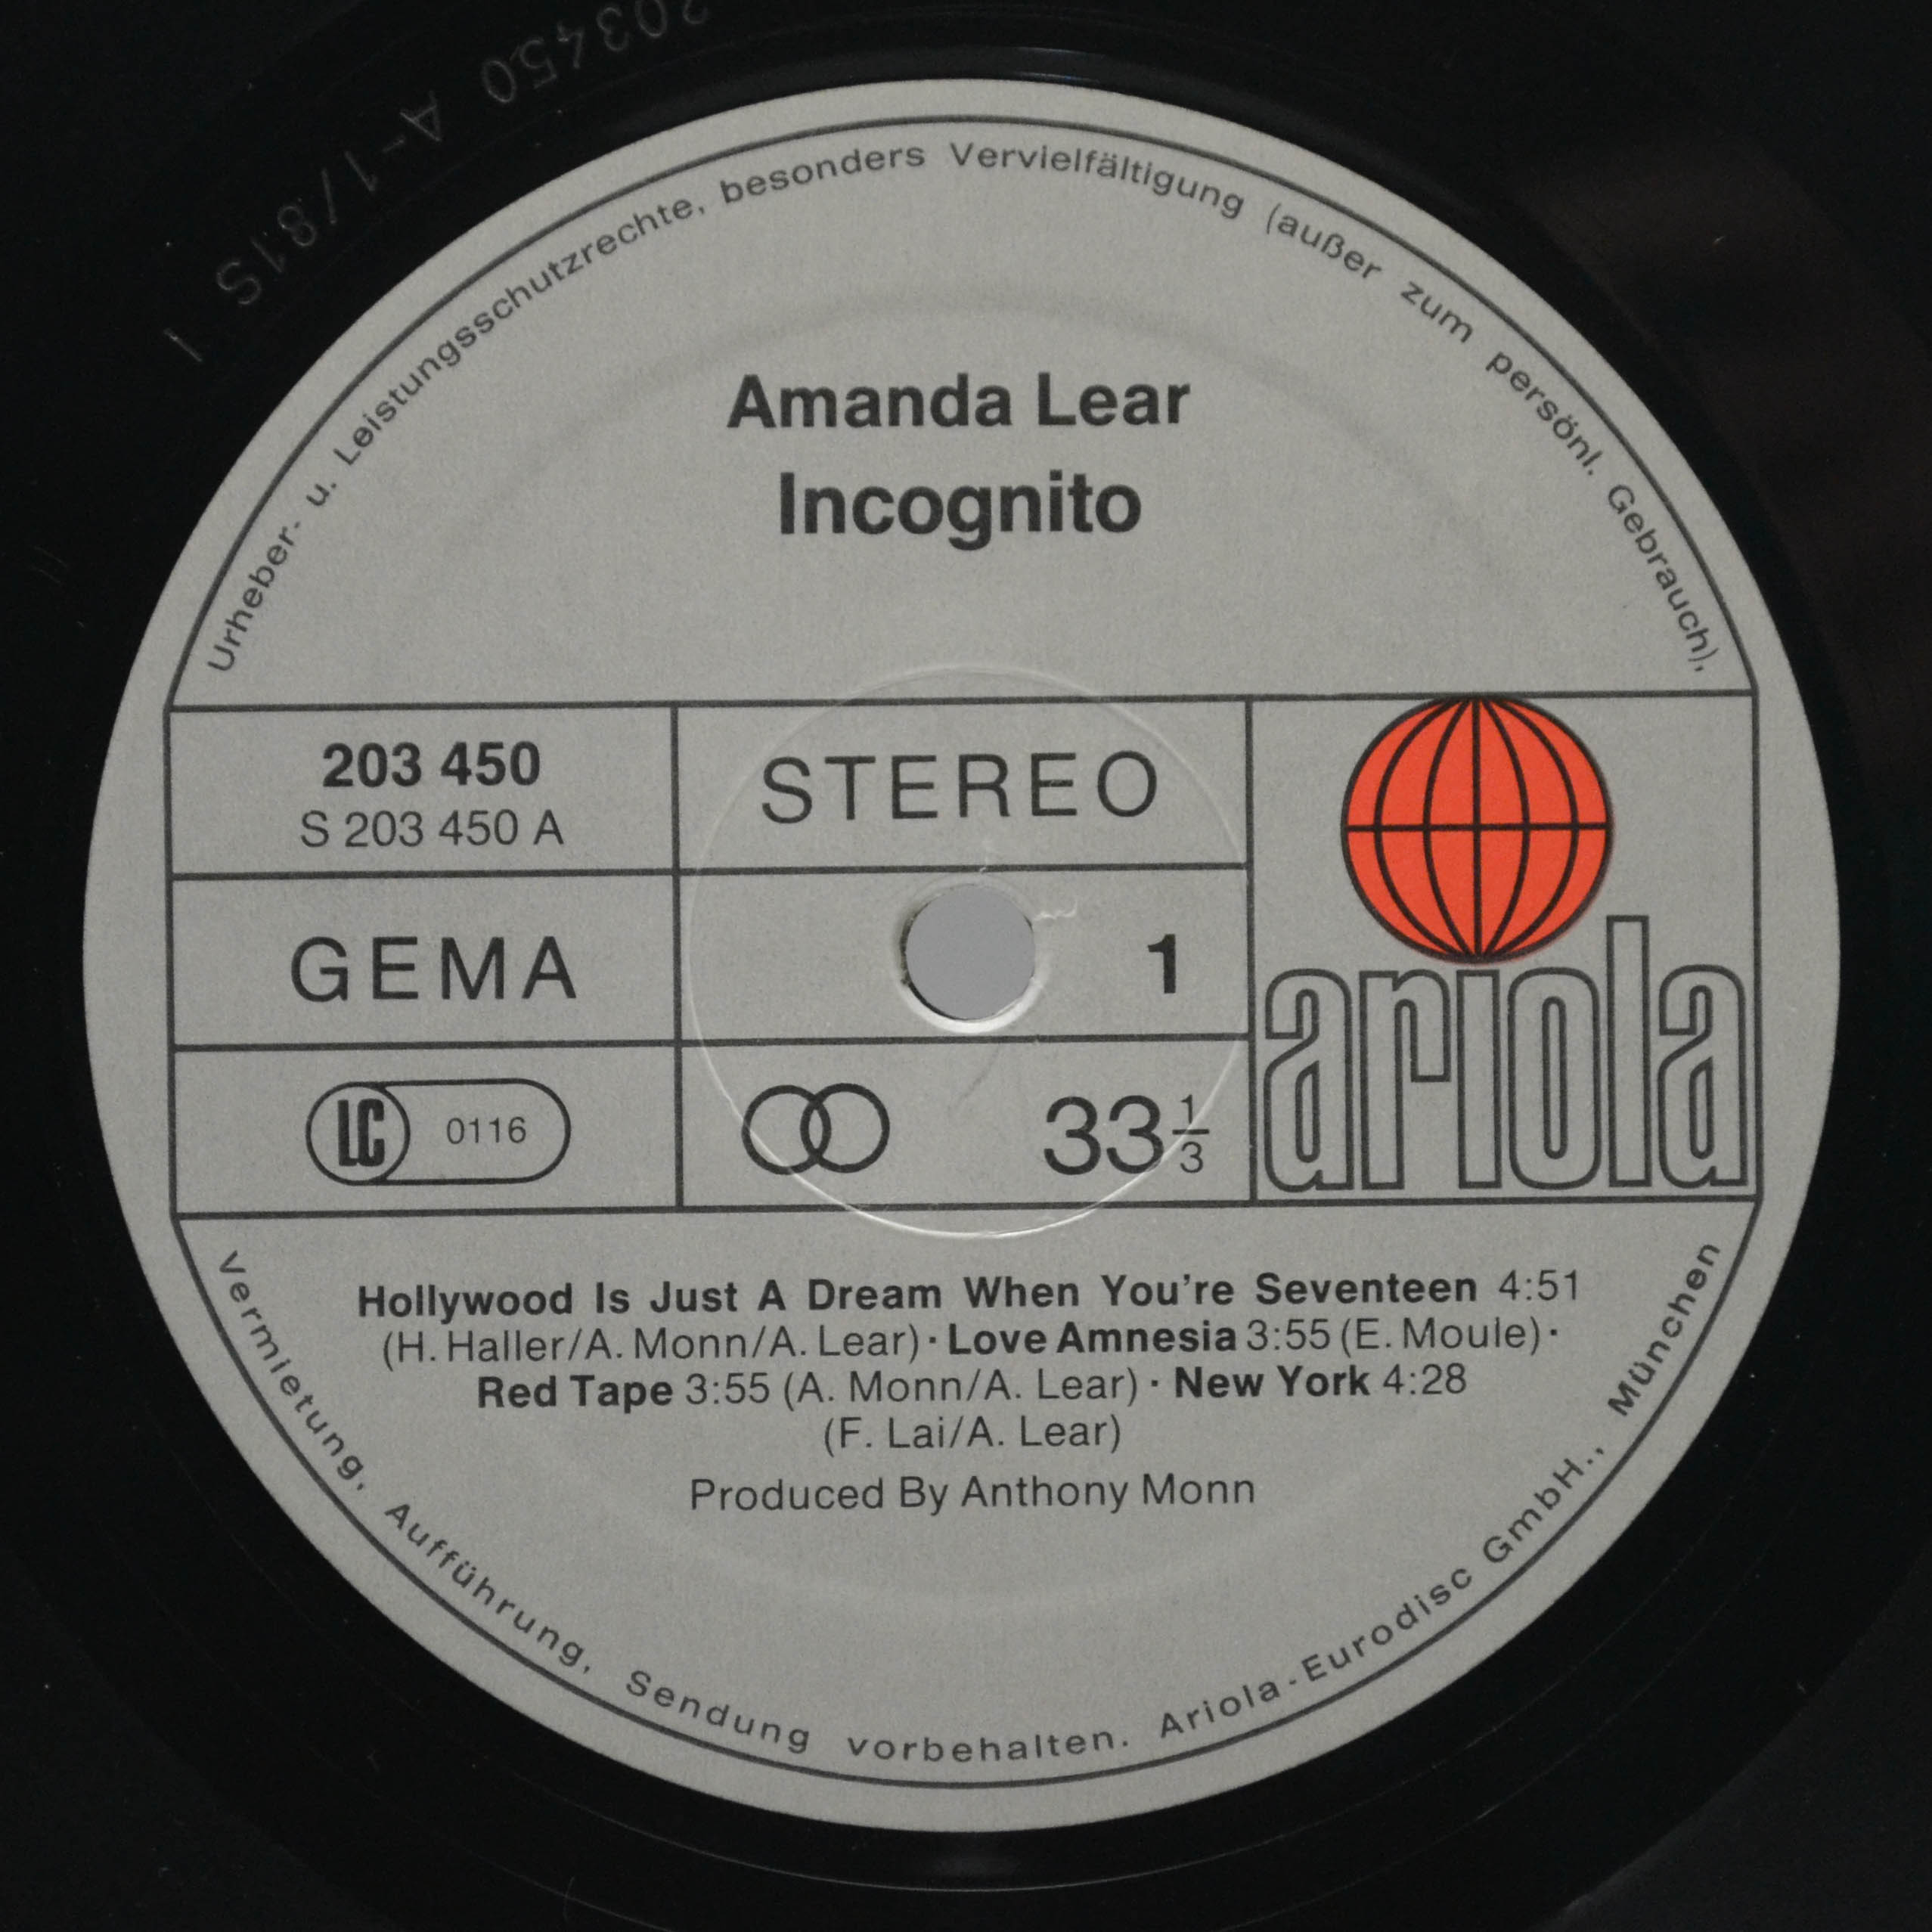 203450 A-1/81S 1
Urheber- u. Leistungsschutzrechte, besonders Vervielfältigung (außer zum persönl. Gebrauch),
Amanda Lear
Incognito
203 450
S 203 450 A
STEREO
GEMA
1
LC 0116
33 1/3
ariola
Hollywood Is Just A Dream When You're Seventeen 4:51
(H. Haller/A. Monn/A. Lear) · Love Amnesia 3:55 (E. Moule) ·
Red Tape 3:55 (A. Monn/A. Lear) · New York 4:28
(F. Lai/A. Lear)
Produced By Anthony Monn
Vermietung, Aufführung, Sendung vorbehalten. Ariola-Eurodisc GmbH., München